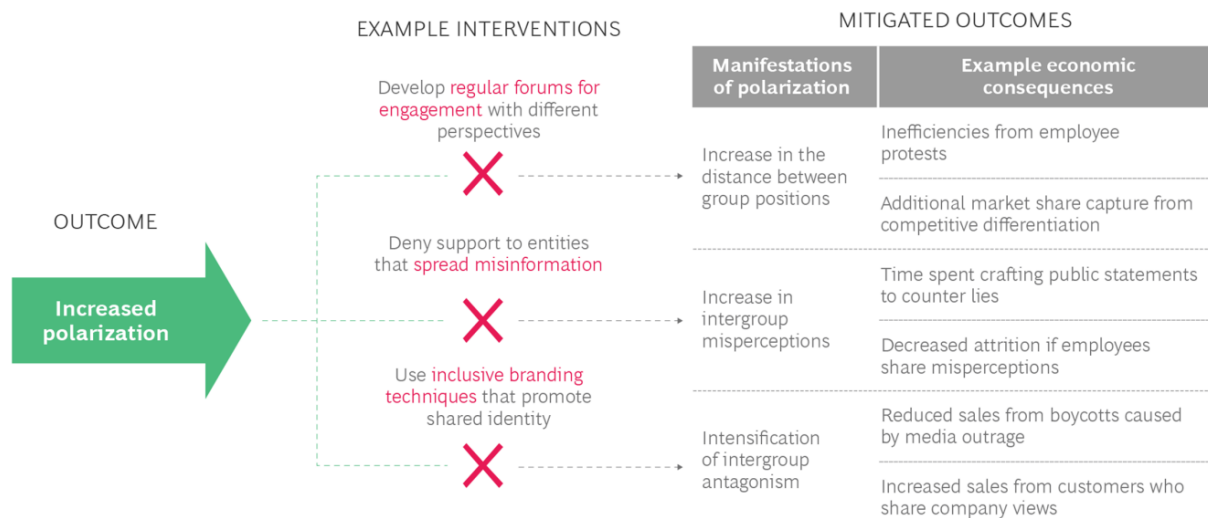 EXAMPLE INTERVENTIONS
MITIGATED OUTCOMES
OUTCOME
Increased
polarization
Develop regular forums for
engagement with different
perspectives
Deny support to entities
that spread misinformation
Use inclusive branding
techniques that promote
shared identity
Manifestations
of polarization
Example economic
consequences
Increase in the
distance between
group positions
Inefficiencies from employee
protests
Additional market share capture from
competitive differentiation
Increase in
intergroup
misperceptions
Time spent crafting public statements
to counter lies
Decreased attrition if employees
share misperceptions
Intensification
of intergroup
antagonism
Reduced sales from boycotts caused
by media outrage
Increased sales from customers who
share company views